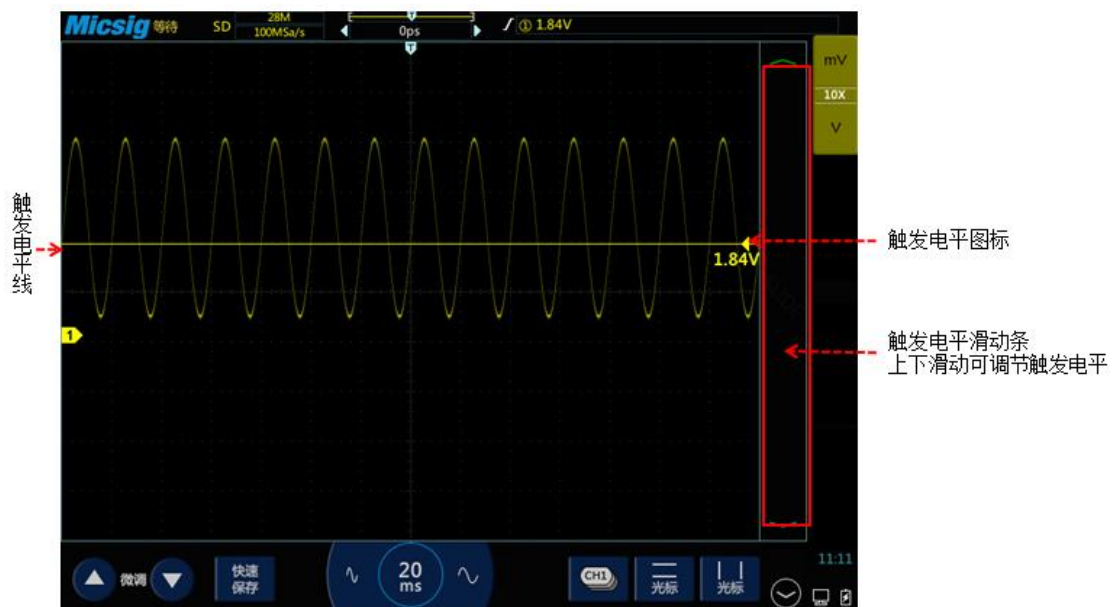 Micsig 等待 SD 28M 100MSa/s 0ps ① 1.84V
T
mV
10X
V
触发电平线
触发电平图标
1.84V
1
触发电平滑动条
上下滑动可调节触发电平
微调
快速
保存
20
ms
CH1
光标
光标
11:11